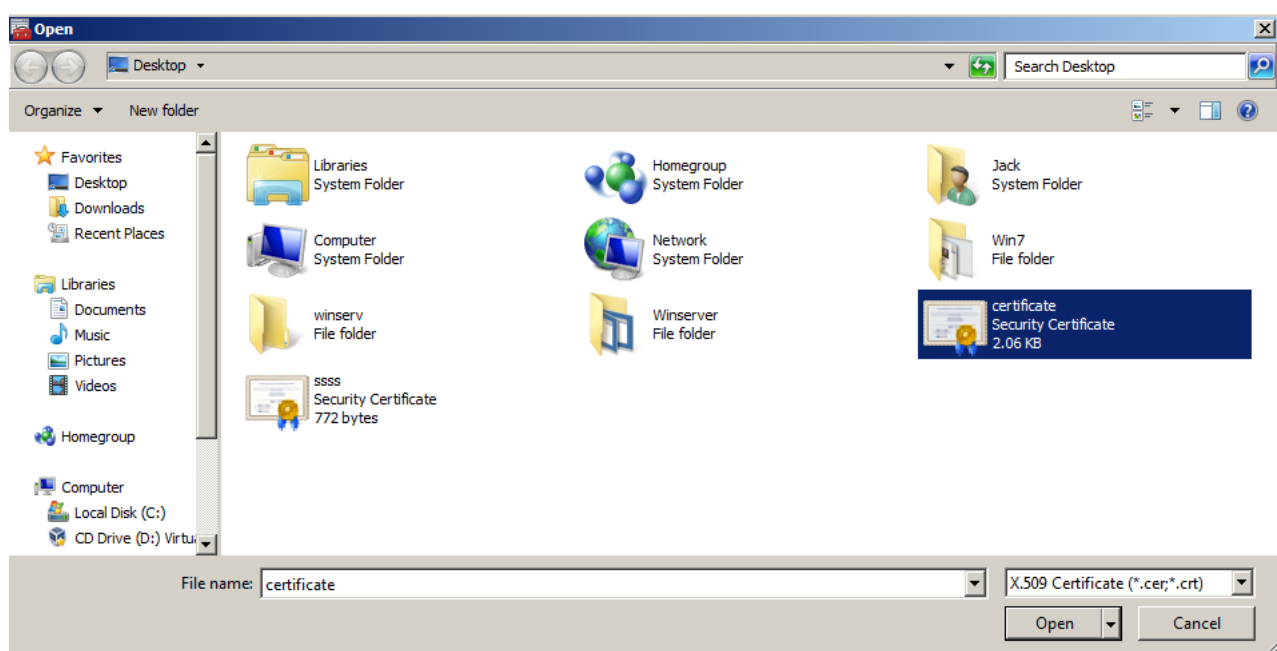 Open
Desktop
Search Desktop
Organize
New folder
Favorites
Desktop
Downloads
Recent Places
Libraries
Documents
Music
Pictures
Videos
Homegroup
Computer
Local Disk (C:)
CD Drive (D:) Virtu
Libraries
System Folder
Homegroup
System Folder
Jack
System Folder
Computer
System Folder
Network
System Folder
Win7
File folder
winserv
File folder
Winserver
File folder
certificate
Security Certificate
2.06 KB
ssss
Security Certificate
772 bytes
File name:
certificate
X.509 Certificate (*.cer;*.crt)
Open
Cancel